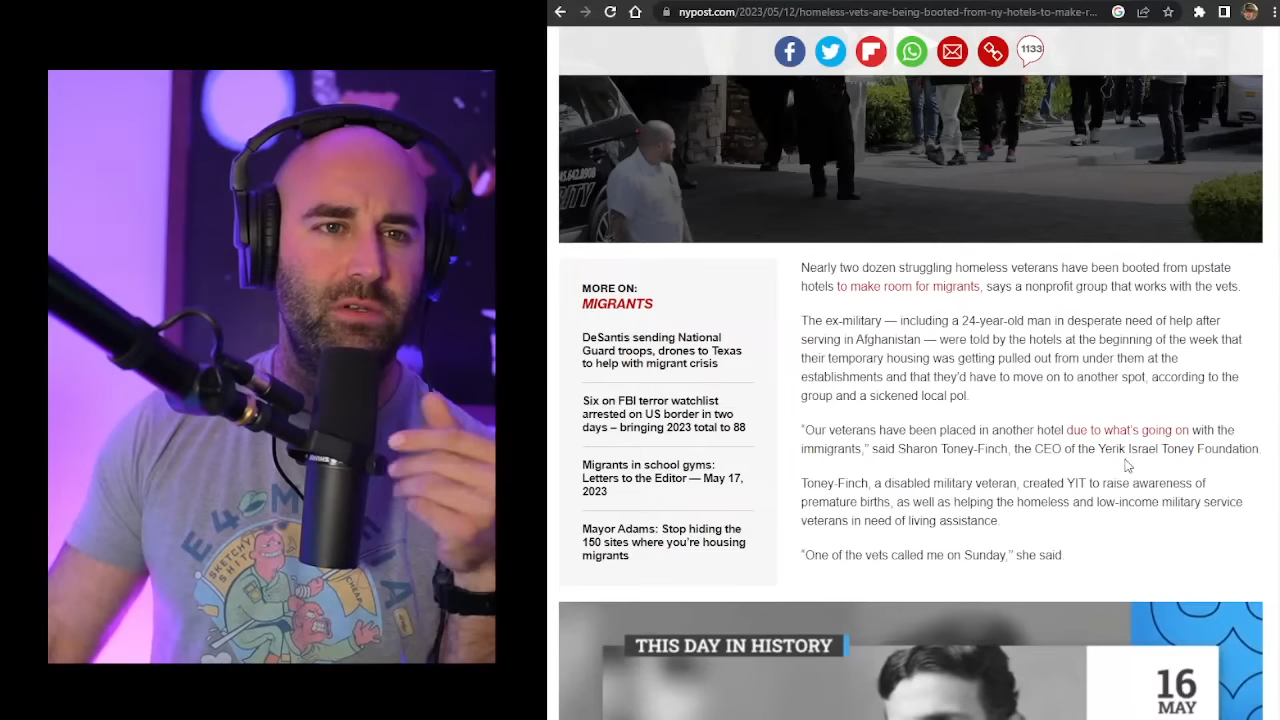 nypost.com/2023/05/12/homeless-vets-are-being-booted-from-ny-hotels-to-make-r...
1133
845.642.8908
MORE ON:
MIGRANTS
DeSantis sending National
Guard troops, drones to Texas
to help with migrant crisis
Six on FBI terror watchlist
arrested on US border in two
days – bringing 2023 total to 88
Migrants in school gyms:
Letters to the Editor — May 17,
2023
Mayor Adams: Stop hiding the
150 sites where you're housing
migrants
Nearly two dozen struggling homeless veterans have been booted from upstate
hotels to make room for migrants, says a nonprofit group that works with the vets.
The ex-military — including a 24-year-old man in desperate need of help after
serving in Afghanistan — were told by the hotels at the beginning of the week that
their temporary housing was getting pulled out from under them at the
establishments and that they'd have to move on to another spot, according to the
group and a sickened local pol.
"Our veterans have been placed in another hotel due to what's going on with the
immigrants," said Sharon Toney-Finch, the CEO of the Yerik Israel Toney Foundation.
Toney-Finch, a disabled military veteran, created YIT to raise awareness of
premature births, as well as helping the homeless and low-income military service
veterans in need of living assistance.
"One of the vets called me on Sunday," she said.
THIS DAY IN HISTORY
16
MAY
SKETCHY
SHIT
CHEAP
SHURE